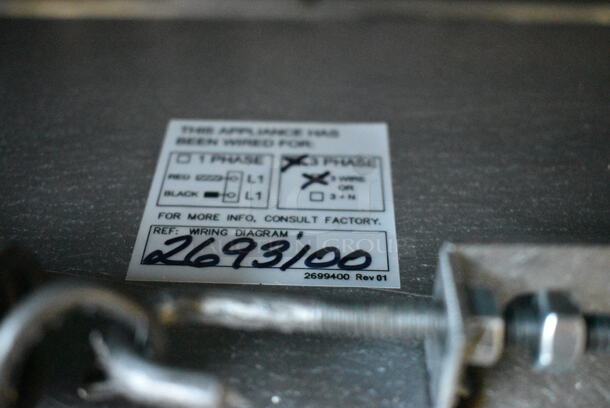 THIS APPLIANCE HAS
BEEN WIRED FOR:
1 PHASE
3 PHASE
RED L1
3 WIRE
OR
BLACK L1
3 + N
FOR MORE INFO, CONSULT FACTORY.
REF: WIRING DIAGRAM #
2693100
2699400 Rev 01